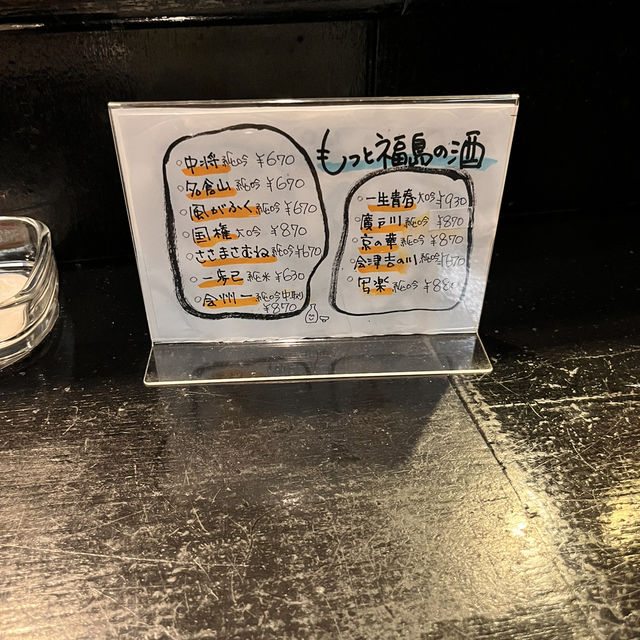 もっと福島の酒
○中将 純吟 ¥670
○名倉山 純吟 ¥670
○風がふく 純吟 ¥670
○国権 大吟 ¥870
○ささまさむね 純吟 ¥670
○一歩己 純米 ¥630
○会州一 純吟中取り
¥870
○一生青春 大吟 ¥930
○廣戸川 純吟 ¥870
○京の華 純吟 ¥870
○会津吉の川 純吟 ¥670
○写楽 純吟